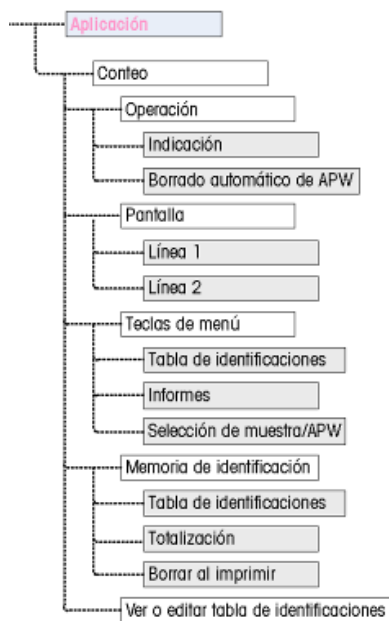 Aplicación
Conteo
Operación
Indicación
Borrado automático de APW
Pantalla
Línea 1
Línea 2
Teclas de menú
Tabla de identificaciones
Informes
Selección de muestra/APW
Memoria de identificación
Tabla de identificaciones
Totalización
Borrar al imprimir
Ver o editar tabla de identificaciones